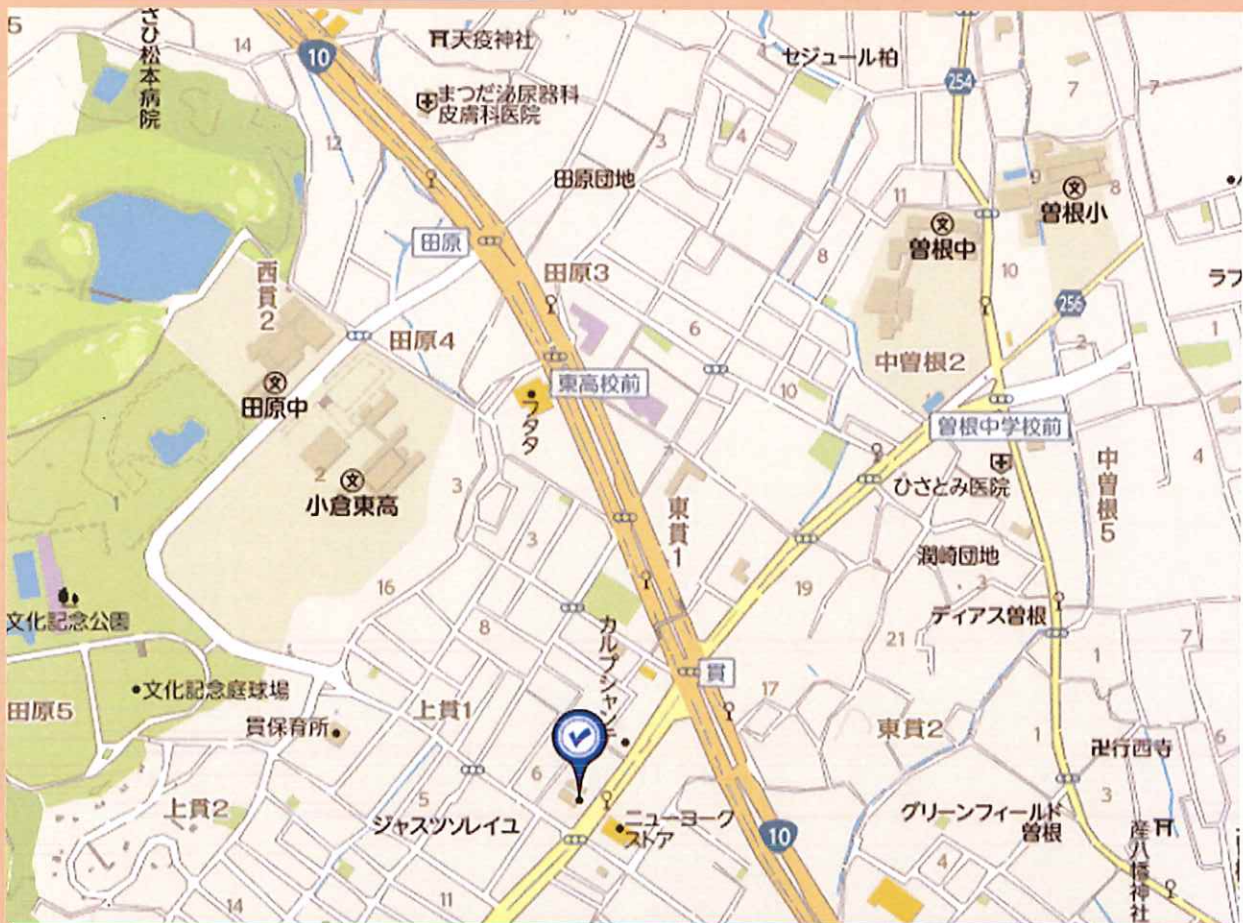 5
さひ松本病院
14
10
天疫神社
まつだ泌尿器科
皮膚科医院
12
セジュール柏
254
7
7
3
4
田原団地
11
9
8
曽根小
曽根中
田原
田原3
8
10
ラフ
西貫2
256
田原4
6
2
1
東高校前
中曽根2
田原中
フタタ
10
曽根中学校前
2
小倉東高
3
ひさとみ医院
中曽根5
4
1
東貫1
3
潤崎団地
16
19
3
文化記念公園
カルプシャンテ
ディアス曽根
8
21
7
1
貫
文化記念庭球場
17
田原5
上貫1
貫保育所
東貫2
1
卍行西寺
6
6
上貫2
5
3
ジャスツソレイユ
ニューヨーク
ストア
グリーンフィールド
曽根
10
産八幡神社
4
11
14